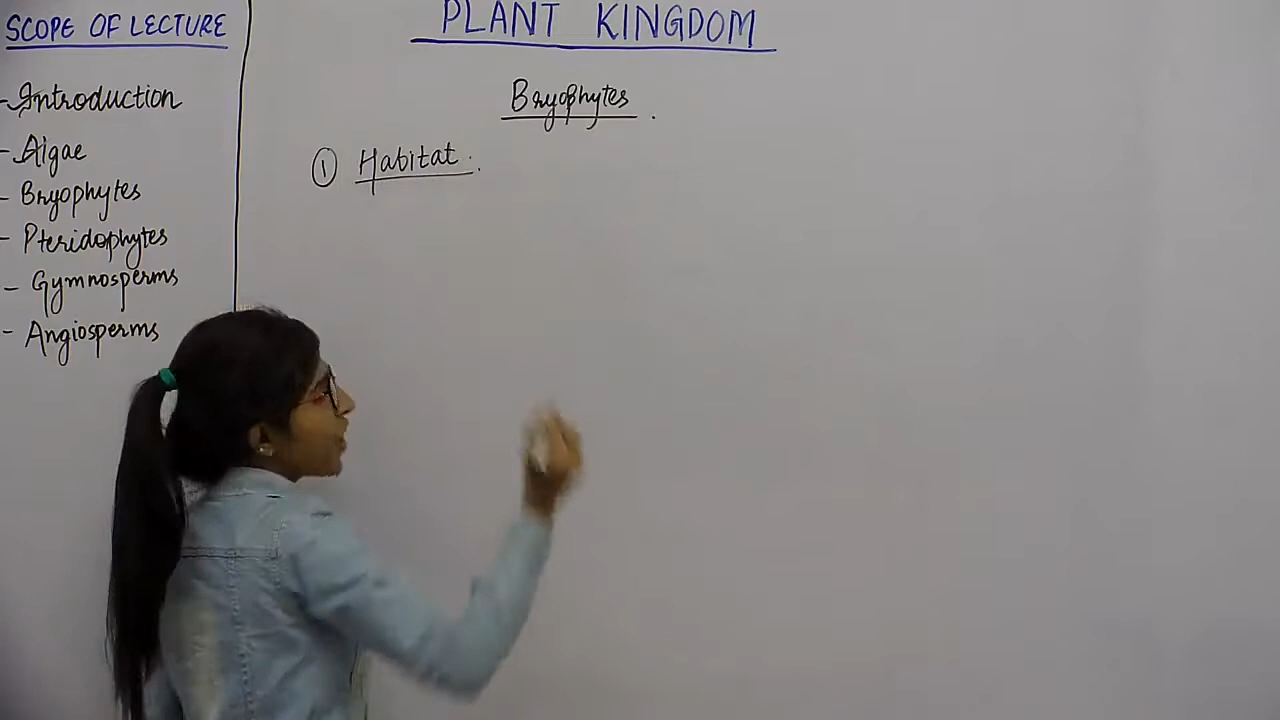 SCOPE OF LECTURE
- Introduction
- Algae
- Bryophytes
- Pteridophytes
- Gymnosperms
- Angiosperms
PLANT KINGDOM
Bryophytes.
① Habitat.